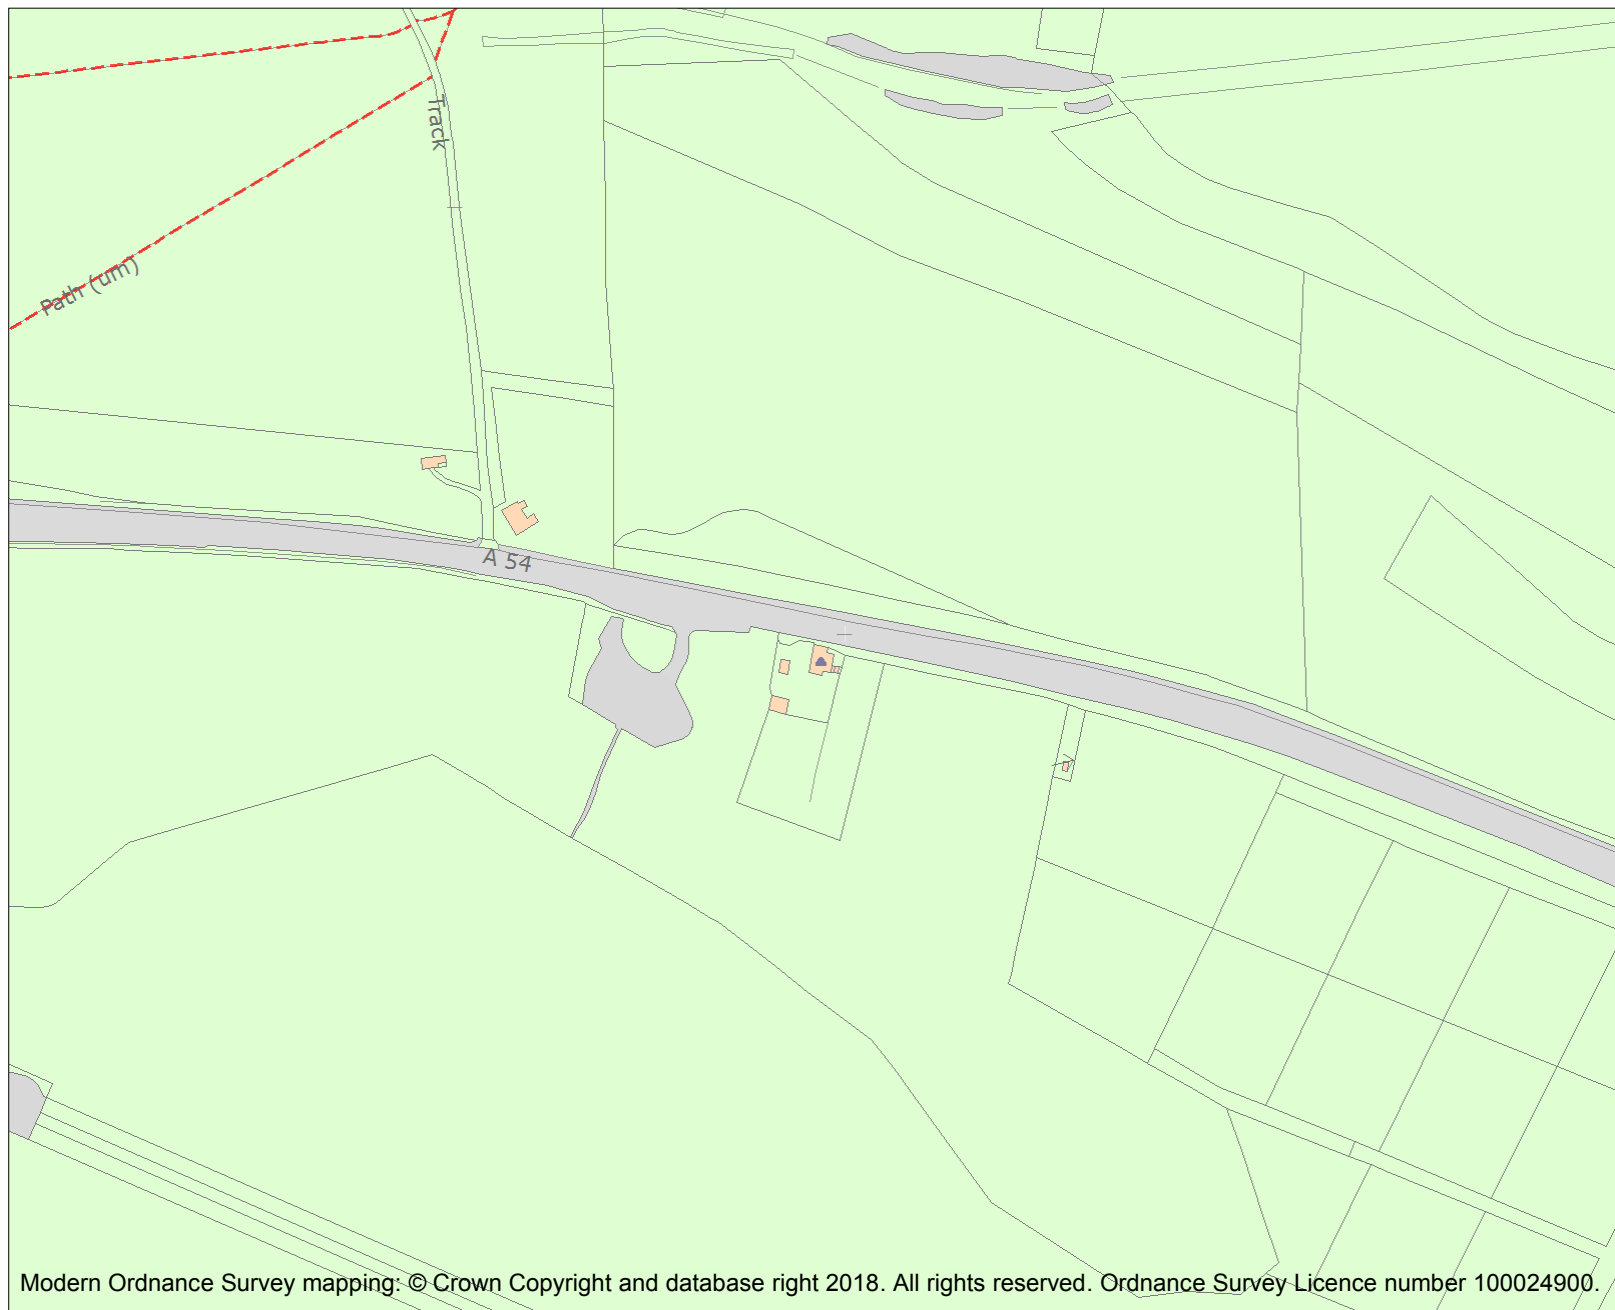 Track
Path (um)
A 54
Modern Ordnance Survey mapping: © Crown Copyright and database right 2018. All rights reserved. Ordnance Survey Licence number 100024900.